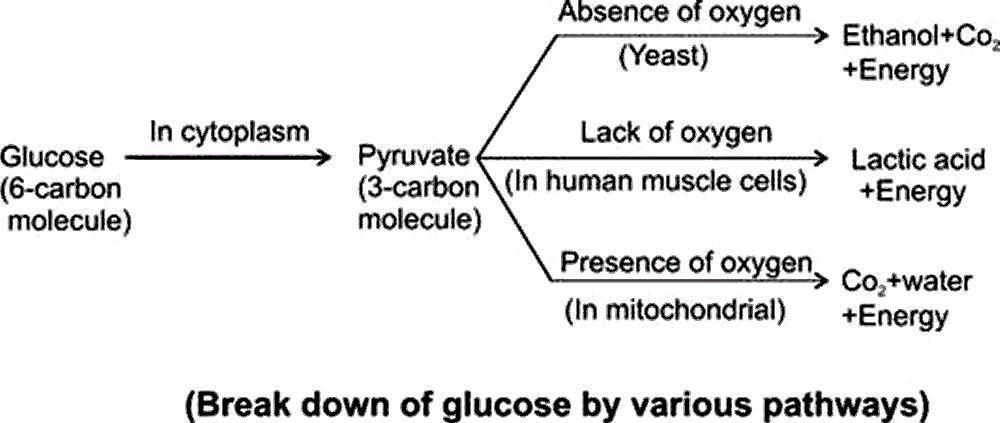 Absence of oxygen
(Yeast)
Ethanol+Co₂
+Energy
In cytoplasm
Glucose
(6-carbon
molecule)
Pyruvate
(3-carbon
molecule)
Lack of oxygen
(In human muscle cells)
Lactic acid
+Energy
Presence of oxygen
(In mitochondrial)
Co₂+water
+Energy
(Break down of glucose by various pathways)